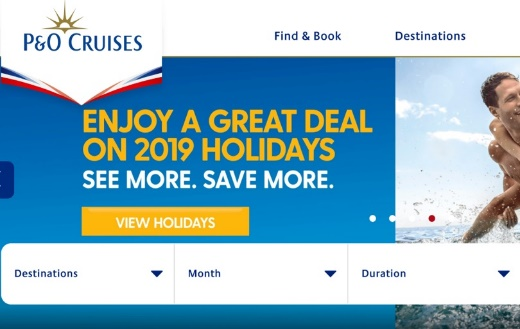 P&O CRUISES
Find & Book
Destinations
ENJOY A GREAT DEAL
ON 2019 HOLIDAYS
SEE MORE. SAVE MORE.
VIEW HOLIDAYS
Destinations
Month
Duration